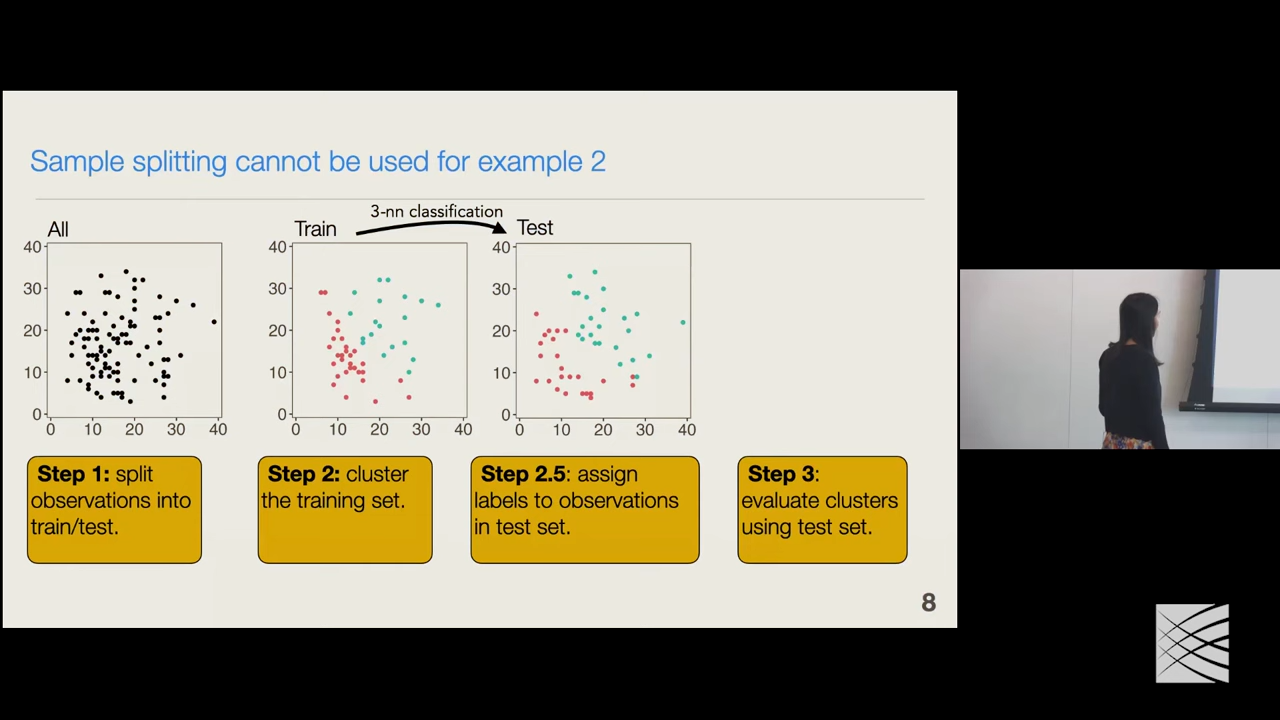 Sample splitting cannot be used for example 2
3-nn classification
All
Train
Test
40
30
20
10
0
0 10 20 30 40
40
30
20
10
0
0 10 20 30 40
40
30
20
10
0
0 10 20 30 40
Step 1: split
observations into
train/test.
Step 2: cluster
the training set.
Step 2.5: assign
labels to observations
in test set.
Step 3:
evaluate clusters
using test set.
8